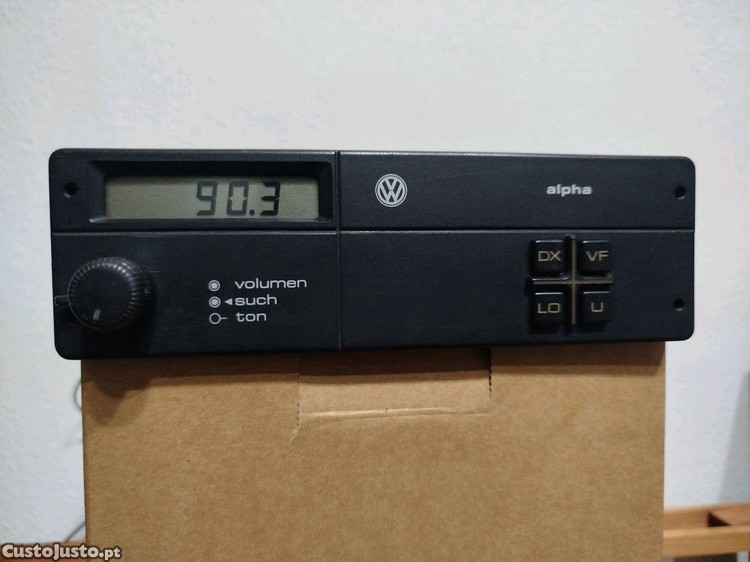 90.3
VW
alpha
volumen
such
ton
DX VF
LO U
CustoJusto.pt